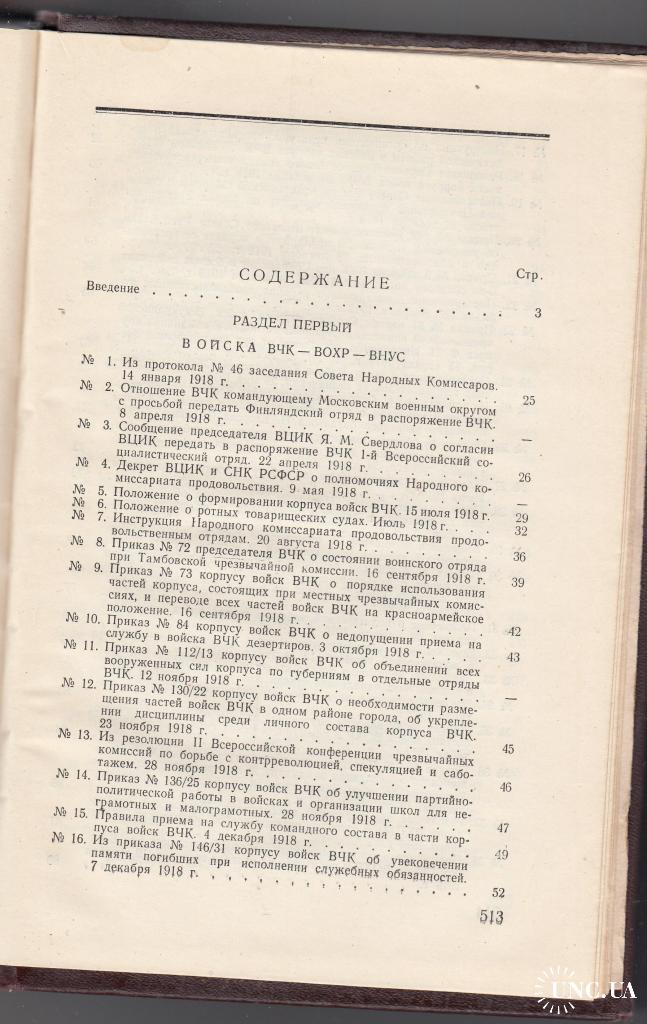 СОДЕРЖАНИЕ
Стр.
Введение . . . . . . . . . . . . . . . . . . . . . . . . 3
РАЗДЕЛ ПЕРВЫЙ
ВОЙСКА ВЧК — ВОХР — ВНУС
№ 1. Из протокола № 46 заседания Совета Народных Комиссаров.
14 января 1918 г. . . . . . . . . . . . . . . . . 25
№ 2. Отношение ВЧК командующему Московским военным округом
с просьбой передать Финляндский отряд в распоряжение ВЧК.
8 апреля 1918 г. . . . . . . . . . . . . . . . . —
№ 3. Сообщение председателя ВЦИК Я. М. Свердлова о согласии
ВЦИК передать в распоряжение ВЧК 1-й Всероссийский со-
циалистический отряд. 22 апреля 1918 г. . . . . . . 26
№ 4. Декрет ВЦИК и СНК РСФСР о полномочиях Народного ко-
миссариата продовольствия. 9 мая 1918 г. . . . . . . —
№ 5. Положение о формировании корпуса войск ВЧК. 15 июля 1918 г. 29
№ 6. Положение о ротных товарищеских судах. Июль 1918 г. . . . 32
№ 7. Инструкция Народного комиссариата продовольствия продо-
вольственным отрядам. 20 августа 1918 г. . . . . . . 36
№ 8. Приказ № 72 председателя ВЧК о состоянии воинского отряда
при Тамбовской чрезвычайной комиссии. 16 сентября 1918 г. 39
№ 9. Приказ № 73 корпусу войск ВЧК о порядке использования
частей корпуса, состоящих при местных чрезвычайных комис-
сиях, и переводе всех частей войск ВЧК на красноармейское
положение. 16 сентября 1918 г. . . . . . . . . . . 42
№ 10. Приказ № 84 корпусу войск ВЧК о недопущении приема на
службу в войска ВЧК дезертиров. 3 октября 1918 г. . . . . 43
№ 11. Приказ № 112/13 корпусу войск ВЧК об объединении всех
вооруженных сил корпуса по губерниям в отдельные отряды
ВЧК. 12 ноября 1918 г. . . . . . . . . . . . . . —
№ 12. Приказ № 130/22 корпусу войск ВЧК о необходимости разме-
щения частей войск ВЧК в одном районе города, об укрепле-
нии дисциплины среди личного состава корпуса ВЧК.
23 ноября 1918 г. . . . . . . . . . . . . . . . 45
№ 13. Из резолюции II Всероссийской конференции чрезвычайных
комиссий по борьбе с контрреволюцией, спекуляцией и сабо-
тажем. 28 ноября 1918 г. . . . . . . . . . . . . 46
№ 14. Приказ № 136/25 корпусу войск ВЧК об улучшении партийно-
политической работы в войсках и организации школ для не-
грамотных и малограмотных. 28 ноября 1918 г. . . . . . 47
№ 15. Правила приема на службу командного состава в части кор-
пуса войск ВЧК. 4 декабря 1918 г. . . . . . . . . . 49
№ 16. Из приказа № 146/31 корпусу войск ВЧК об увековечении
памяти погибших при исполнении служебных обязанностей.
7 декабря 1918 г. . . . . . . . . . . . . . . . 52
513
UNC.UA